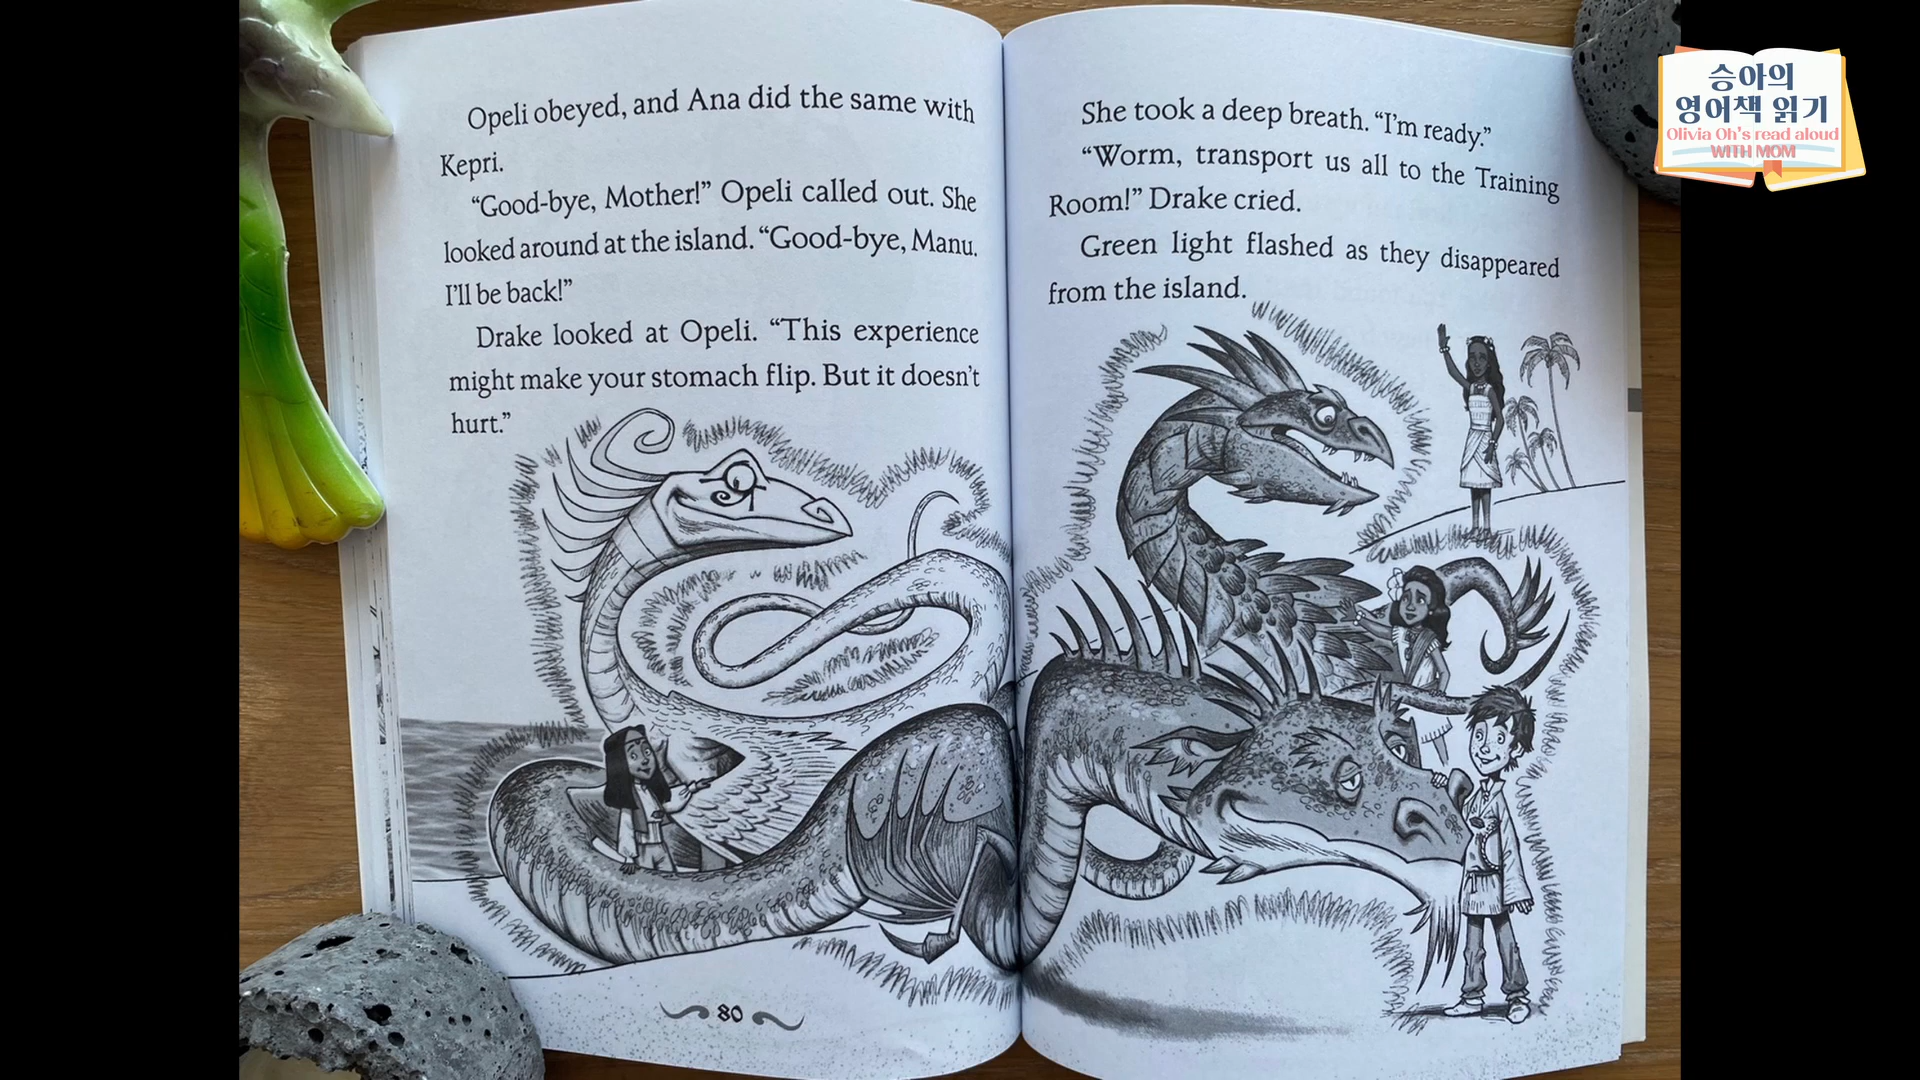 Opeli obeyed, and Ana did the same with
Kepri.
“Good-bye, Mother!” Opeli called out. She
looked around at the island. “Good-bye, Manu.
I’ll be back!”
Drake looked at Opeli. “This experience
might make your stomach flip. But it doesn’t
hurt.”
80
She took a deep breath. “I’m ready.”
“Worm, transport us all to the Training
Room!” Drake cried.
Green light flashed as they disappeared
from the island.
승아의
영어책 읽기
Olivia Oh's read aloud
WITH MOM